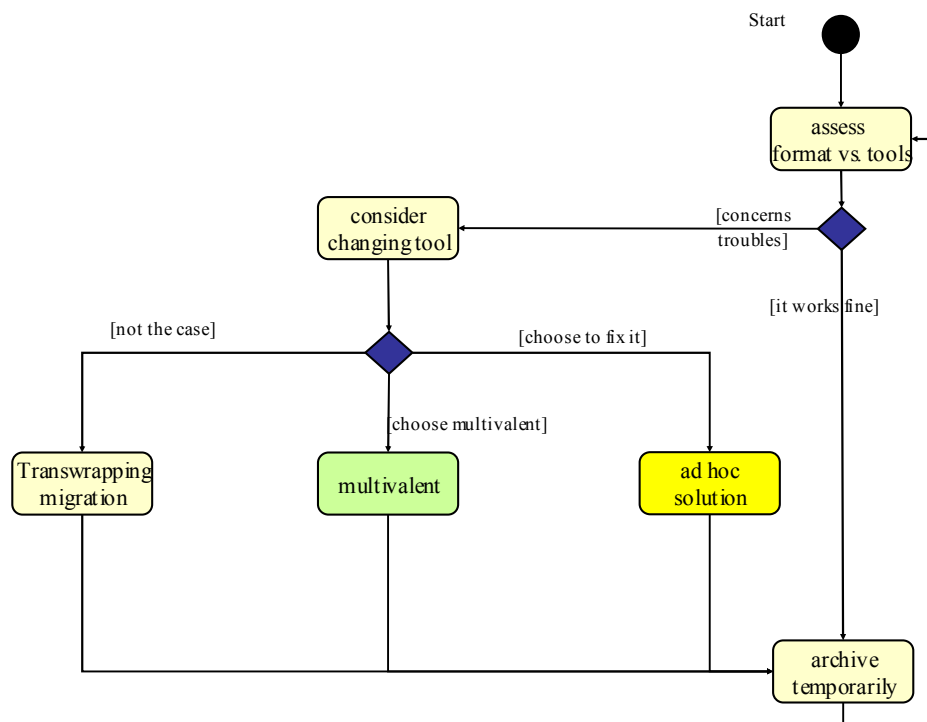 Start
assess
format vs. tools
consider
changing tool
[concerns
troubles]
[it works fine]
[not the case]
[choose to fix it]
[choose multivalent]
Transwrapping
migration
multivalent
ad hoc
solution
archive
temporarily